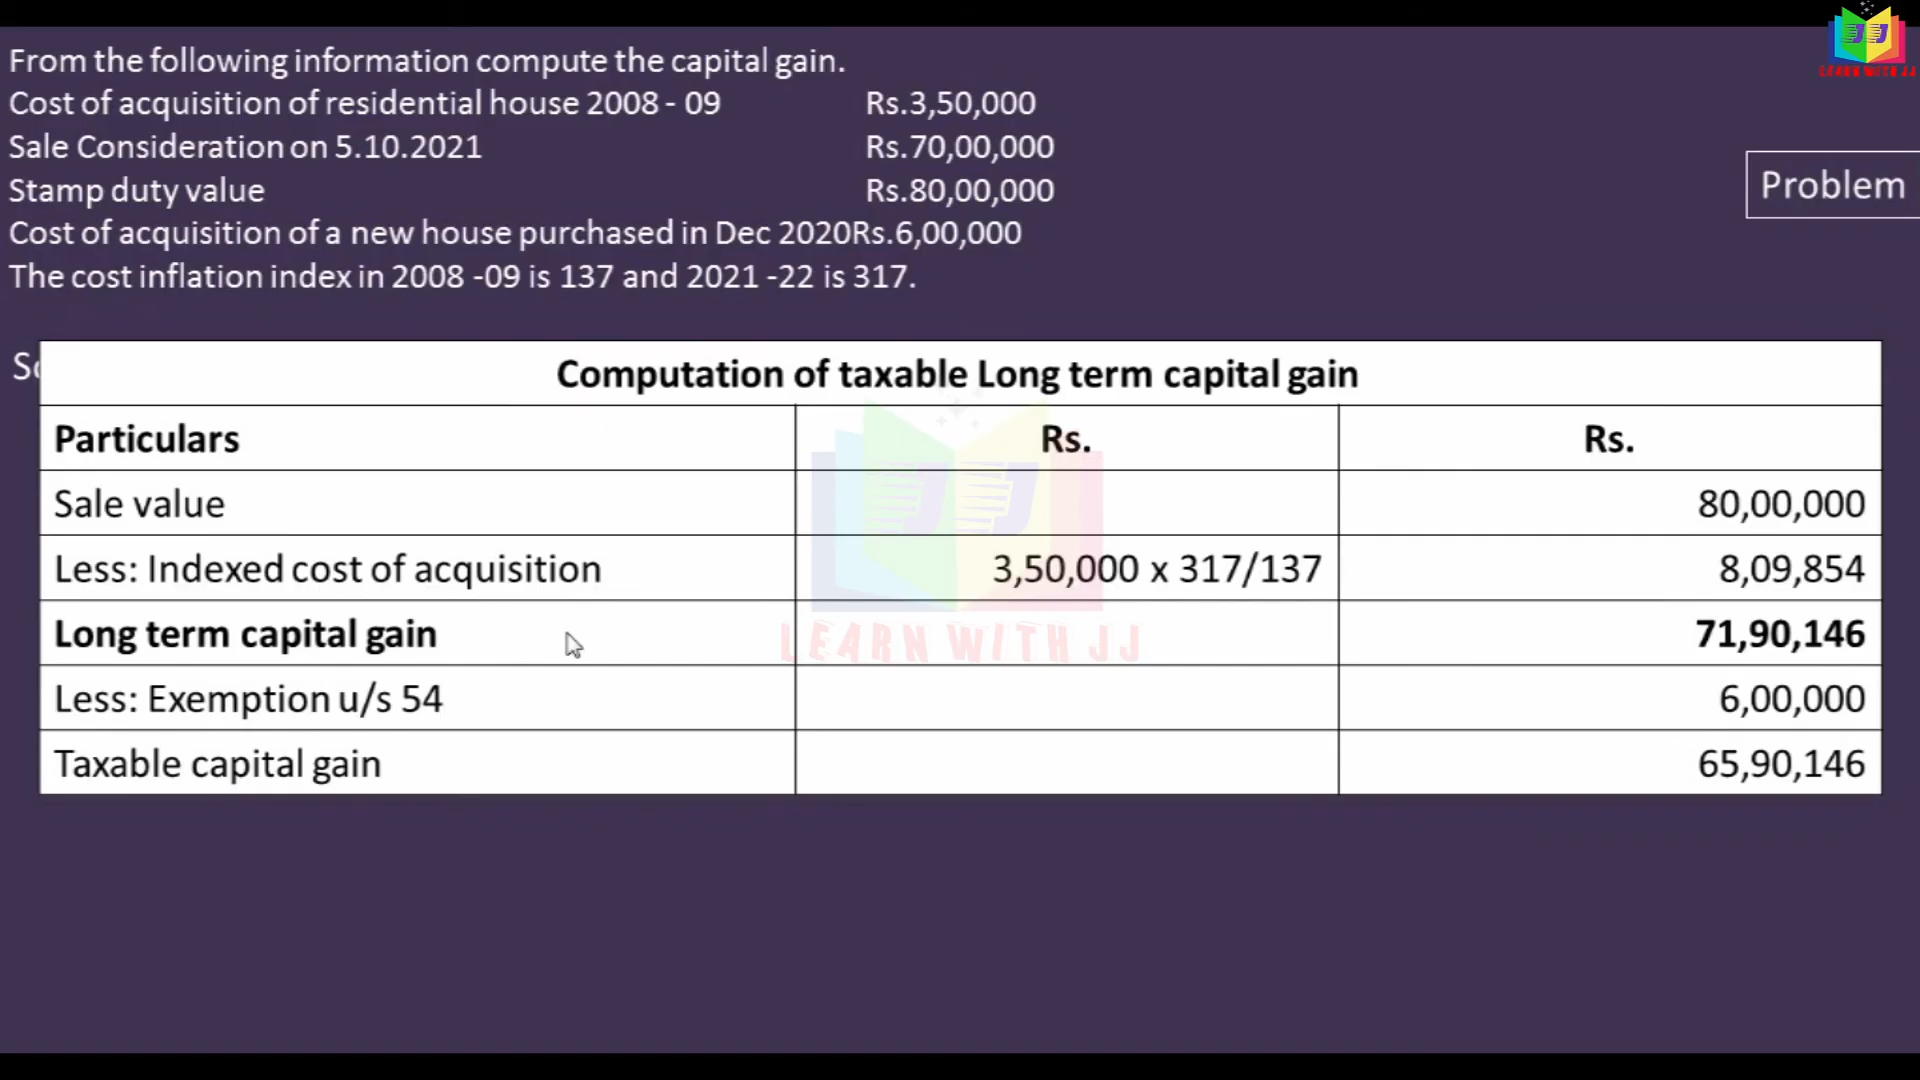 From the following information compute the capital gain.
Cost of acquisition of residential house 2008 - 09 Rs.3,50,000
Sale Consideration on 5.10.2021 Rs.70,00,000
Stamp duty value Rs.80,00,000
Cost of acquisition of a new house purchased in Dec 2020Rs.6,00,000
The cost inflation index in 2008 -09 is 137 and 2021 -22 is 317.
LEARN WITH JJ
Problem
Computation of taxable Long term capital gain
Particulars Rs. Rs.
Sale value 80,00,000
Less: Indexed cost of acquisition 3,50,000 x 317/137 8,09,854
Long term capital gain 71,90,146
Less: Exemption u/s 54 6,00,000
Taxable capital gain 65,90,146
JJ
LEARN WITH JJ